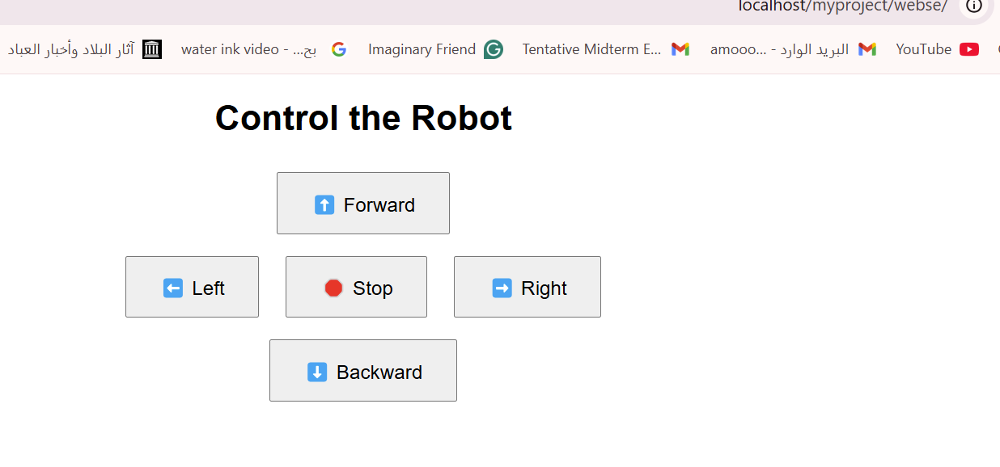 localhost/myproject/webse/
آثار البلاد وأخبار العباد water ink video - ...بح Imaginary Friend Tentative Midterm E... amooo... - البريد الوارد YouTube
Control the Robot
⬆️ Forward
⬅️ Left 🛑 Stop ➡️ Right
⬇️ Backward